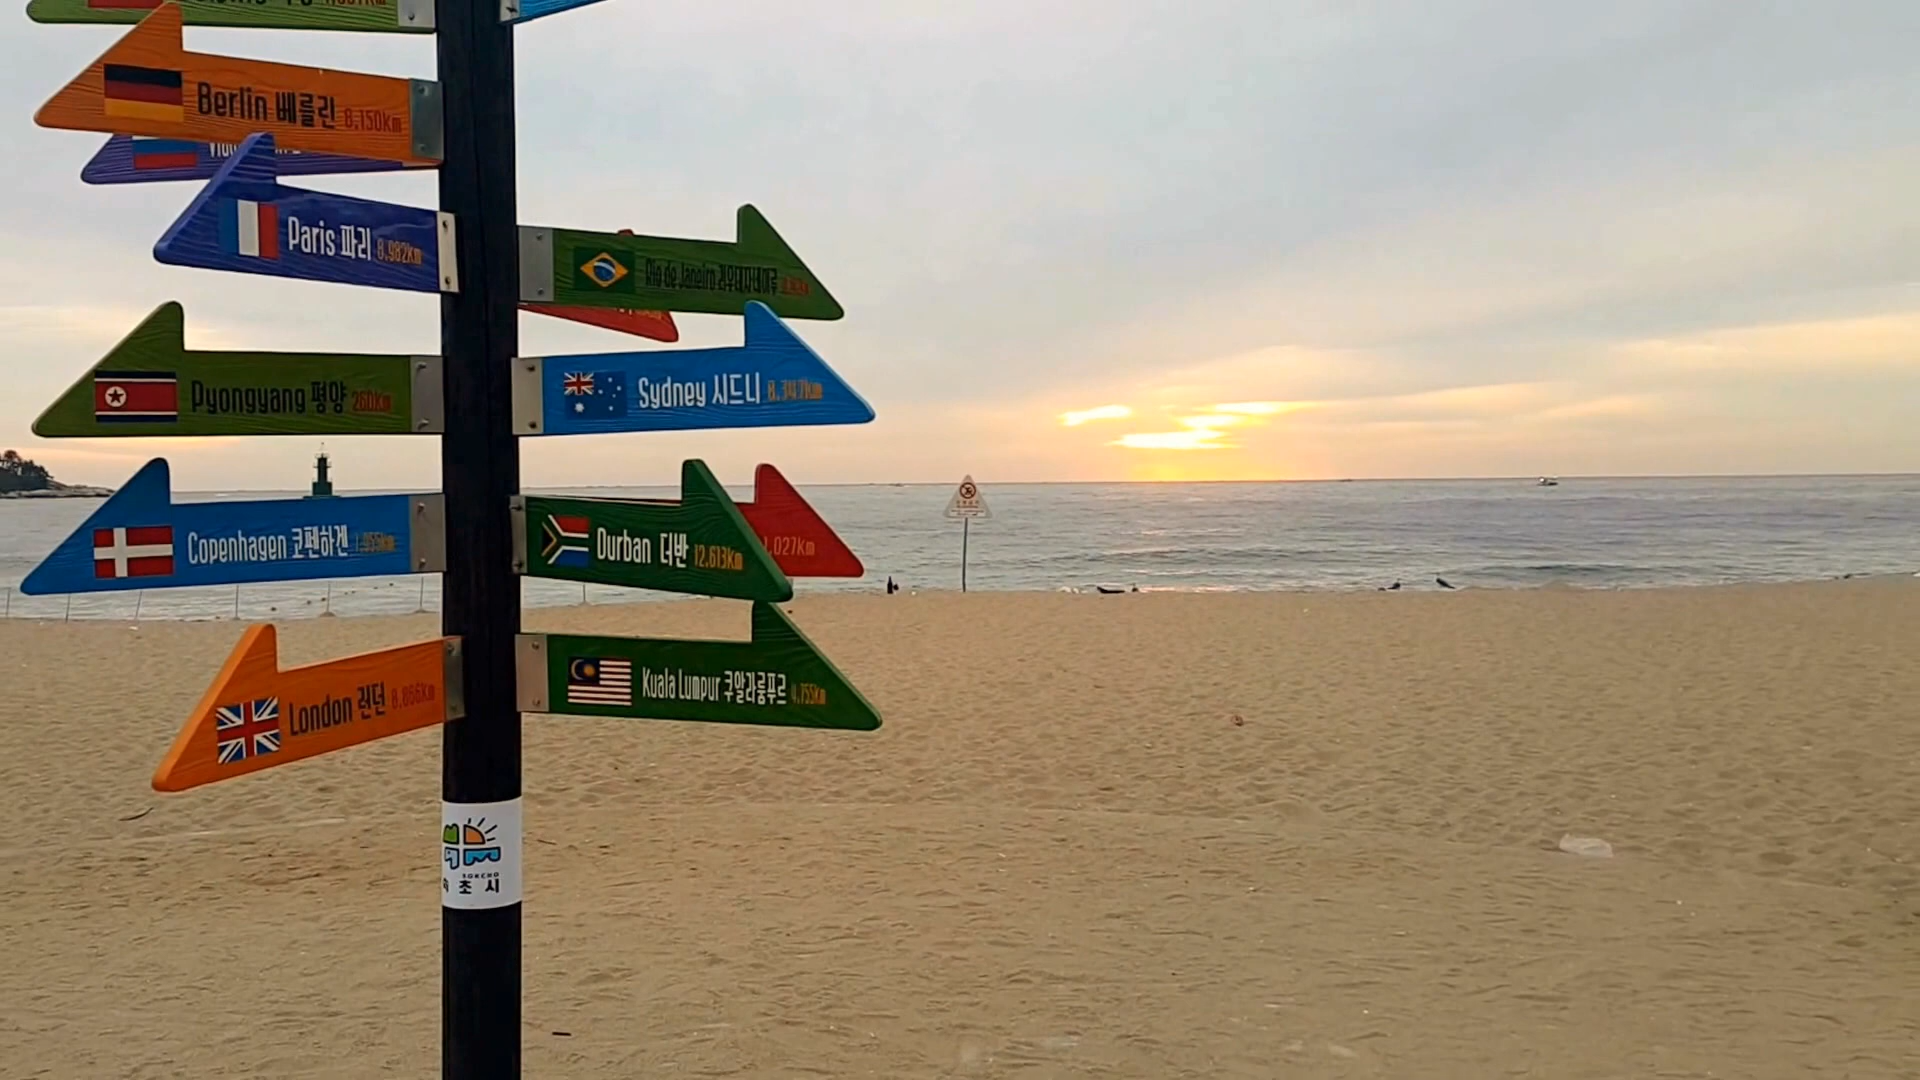 Berlin 베를린 8,150Km
Paris 파리 8,982Km
Rio de Janeiro 리우데자네이루
Pyongyang 평양 260Km
Sydney 시드니 8,347Km
Copenhagen 코펜하겐
Durban 더반 12,613Km
,027Km
London 런던 8,856Km
Kuala Lumpur 쿠알라룸푸르 4,755Km
SOKCHO
초시